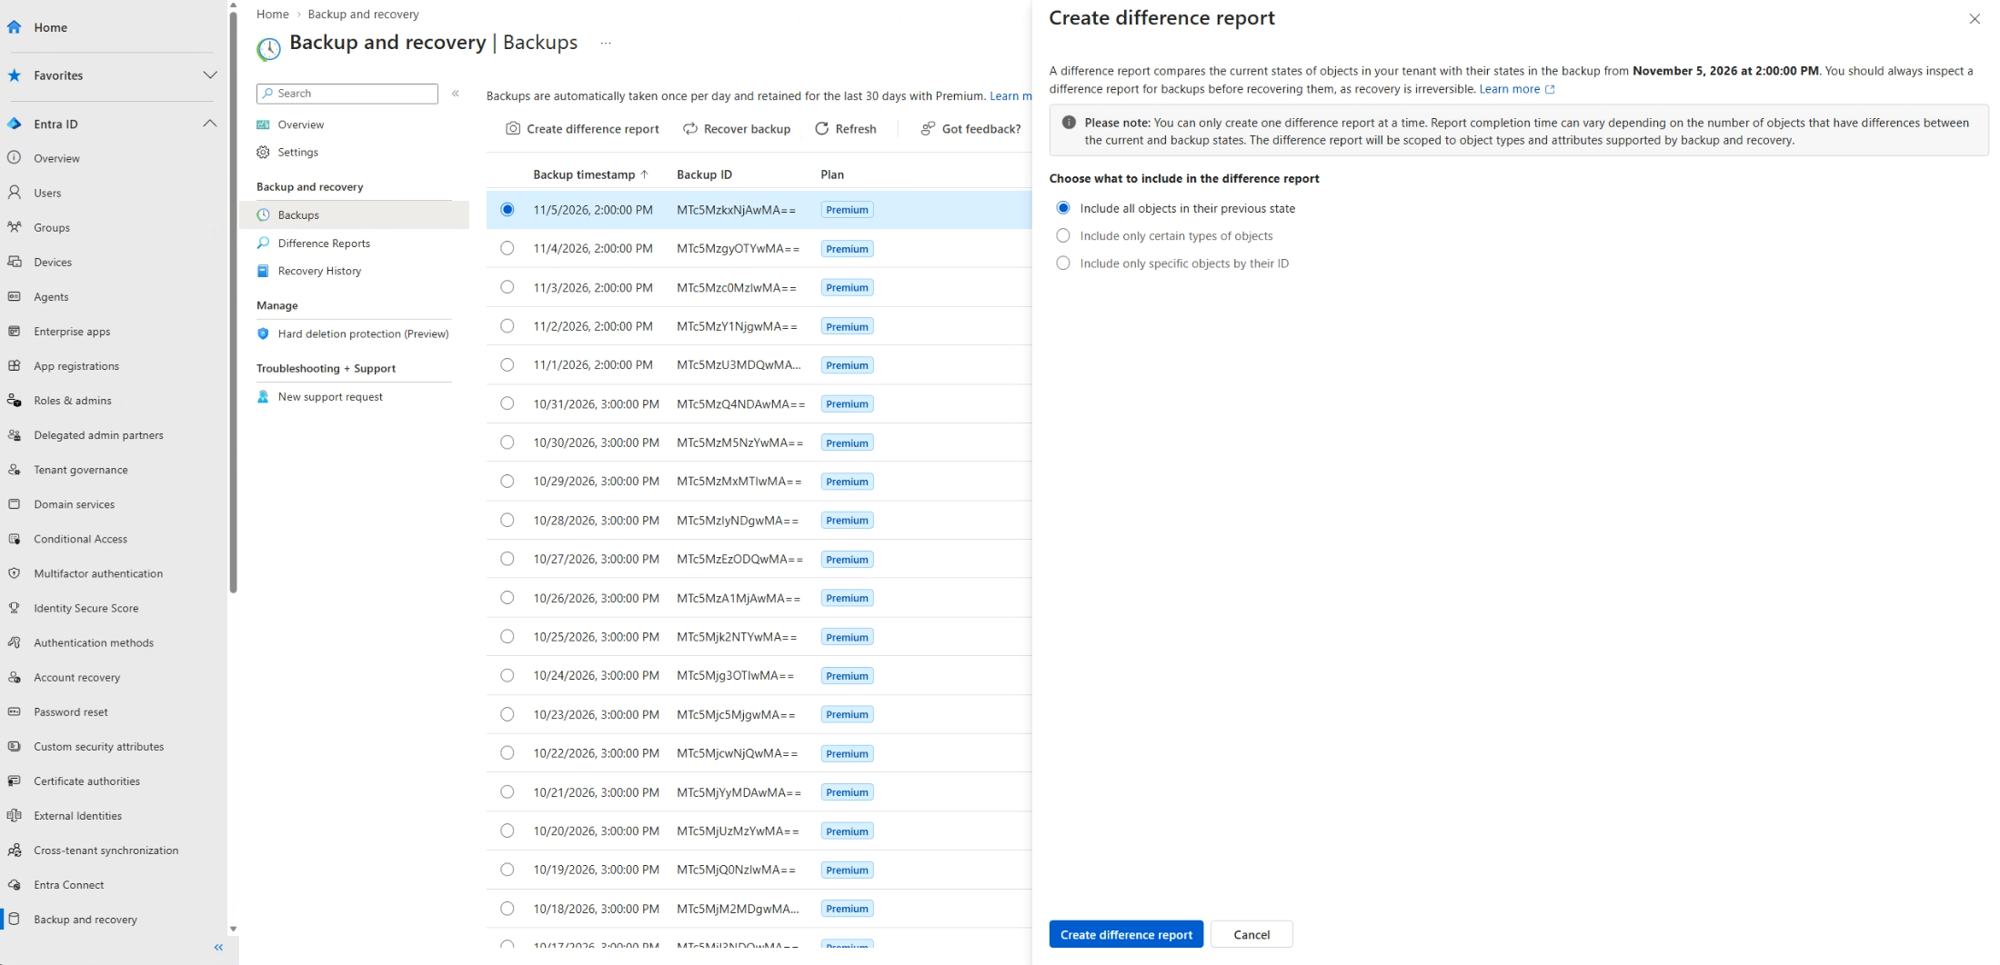 Home
Favorites
Entra ID
Overview
Users
Groups
Devices
Agents
Enterprise apps
App registrations
Roles & admins
Delegated admin partners
Tenant governance
Domain services
Conditional Access
Multifactor authentication
Identity Secure Score
Authentication methods
Account recovery
Password reset
Custom security attributes
Certificate authorities
External Identities
Cross-tenant synchronization
Entra Connect
Backup and recovery
Home > Backup and recovery
Backup and recovery | Backups ...
Search
Overview
Settings
Backup and recovery
Backups
Difference Reports
Recovery History
Manage
Hard deletion protection (Preview)
Troubleshooting + Support
New support request
Backups are automatically taken once per day and retained for the last 30 days with Premium. Learn m
Create difference report Recover backup Refresh Got feedback?
Backup timestamp ↑ Backup ID Plan
11/5/2026, 2:00:00 PM MTc5MzkxNjAwMA== Premium
11/4/2026, 2:00:00 PM MTc5MzgyOTYwMA== Premium
11/3/2026, 2:00:00 PM MTc5Mzc0MzIwMA== Premium
11/2/2026, 2:00:00 PM MTc5MzY1NjgwMA== Premium
11/1/2026, 2:00:00 PM MTc5MzU3MDQwMA... Premium
10/31/2026, 3:00:00 PM MTc5MzQ4NDAwMA== Premium
10/30/2026, 3:00:00 PM MTc5MzM5NzYwMA== Premium
10/29/2026, 3:00:00 PM MTc5MzMxMTIwMA== Premium
10/28/2026, 3:00:00 PM MTc5MzIyNDgwMA== Premium
10/27/2026, 3:00:00 PM MTc5MzEzODQwMA== Premium
10/26/2026, 3:00:00 PM MTc5MzA1MjAwMA== Premium
10/25/2026, 3:00:00 PM MTc5Mjk2NTYwMA== Premium
10/24/2026, 3:00:00 PM MTc5Mjg3OTIwMA== Premium
10/23/2026, 3:00:00 PM MTc5Mjc5MjgwMA== Premium
10/22/2026, 3:00:00 PM MTc5MjcwNjQwMA== Premium
10/21/2026, 3:00:00 PM MTc5MjYyMDAwMA== Premium
10/20/2026, 3:00:00 PM MTc5MjUzMzYwMA== Premium
10/19/2026, 3:00:00 PM MTc5MjQ0NzIwMA== Premium
10/18/2026, 3:00:00 PM MTc5MjM2MDgwMA... Premium
10/17/2026, 3:00:00 PM MTc5MjI3NDQwMA== Premium
Create difference report
A difference report compares the current states of objects in your tenant with their states in the backup from November 5, 2026 at 2:00:00 PM. You should always inspect a
difference report for backups before recovering them, as recovery is irreversible. Learn more
Please note: You can only create one difference report at a time. Report completion time can vary depending on the number of objects that have differences between
the current and backup states. The difference report will be scoped to object types and attributes supported by backup and recovery.
Choose what to include in the difference report
Include all objects in their previous state
Include only certain types of objects
Include only specific objects by their ID
Create difference report Cancel